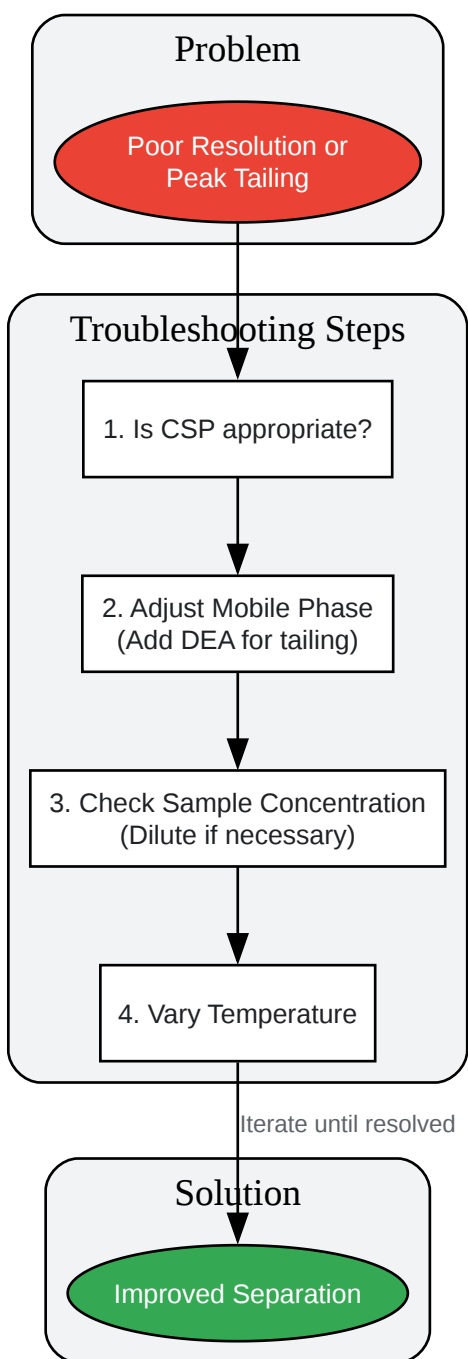 Problem
Poor Resolution or
Peak Tailing
Troubleshooting Steps
1. Is CSP appropriate?
2. Adjust Mobile Phase
(Add DEA for tailing)
3. Check Sample Concentration
(Dilute if necessary)
4. Vary Temperature
Iterate until resolved
Solution
Improved Separation